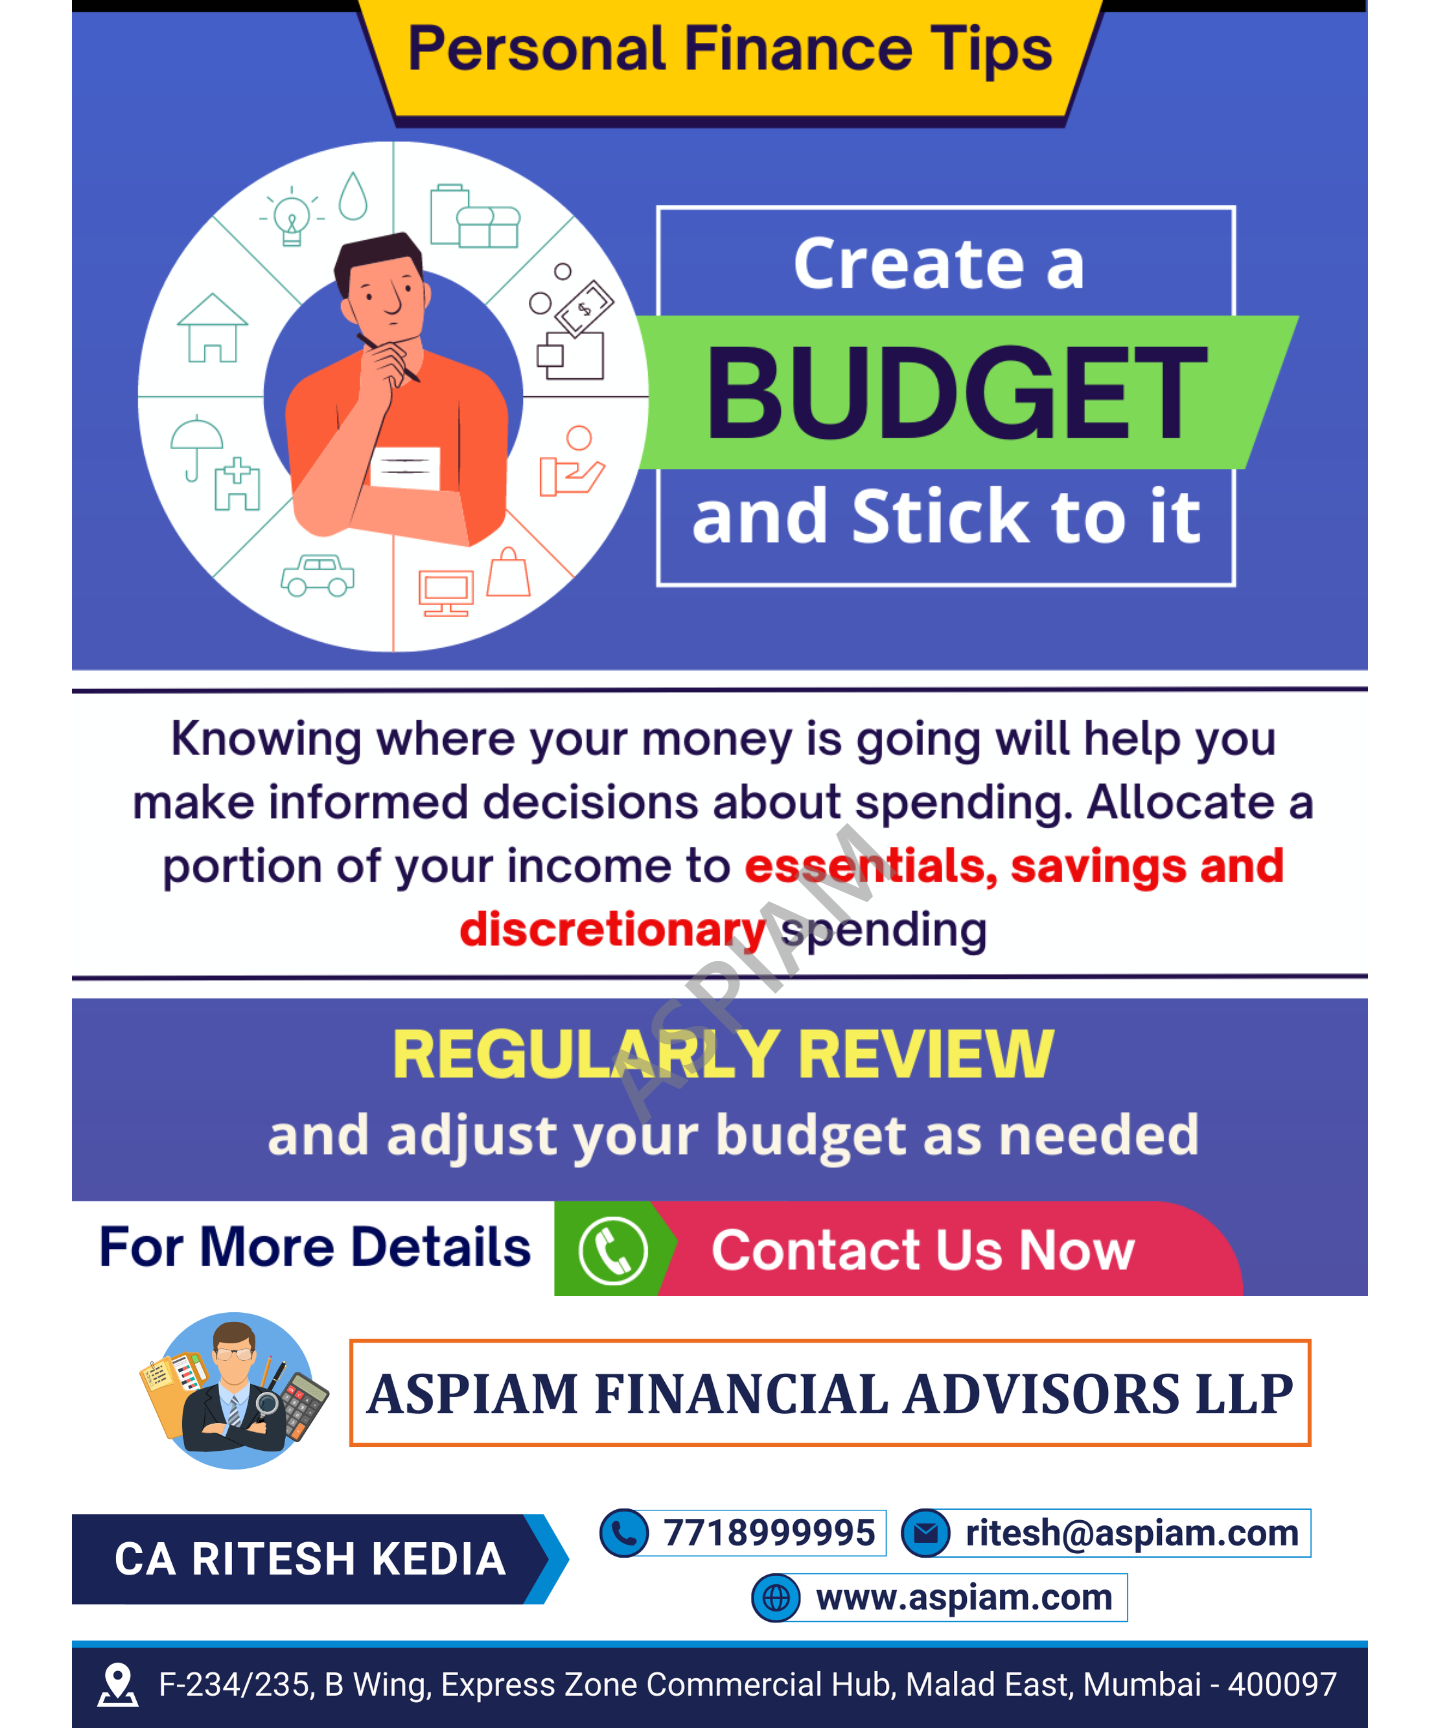 Personal Finance Tips
Create a
BUDGET
and Stick to it
Knowing where your money is going will help you
make informed decisions about spending. Allocate a
portion of your income to essentials, savings and
discretionary spending
ASPIAM
REGULARLY REVIEW
and adjust your budget as needed
For More Details
Contact Us Now
ASPIAM FINANCIAL ADVISORS LLP
CA RITESH KEDIA
7718999995
ritesh@aspiam.com
www.aspiam.com
F-234/235, B Wing, Express Zone Commercial Hub, Malad East, Mumbai - 400097